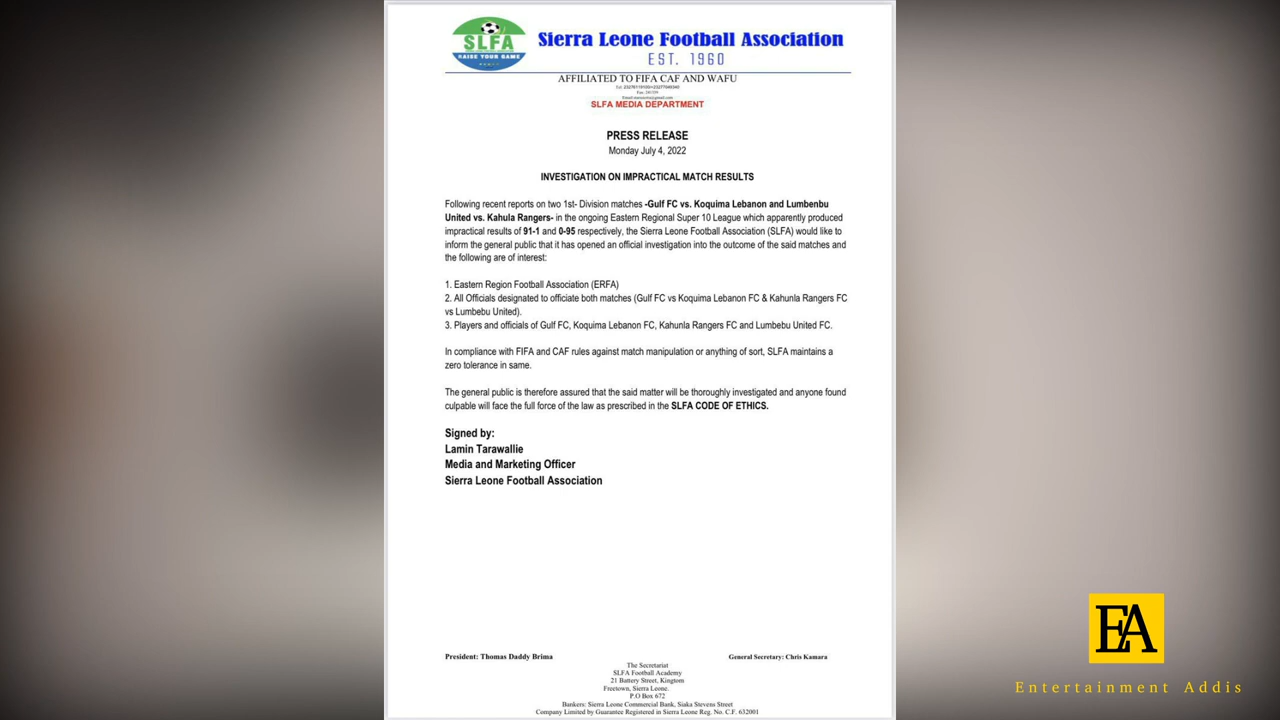 SLFA
RAISE YOUR GAME
Sierra Leone Football Association
EST. 1960
AFFILIATED TO FIFA CAF AND WAFU
SLFA MEDIA DEPARTMENT
PRESS RELEASE
Monday July 4, 2022
INVESTIGATION ON IMPRACTICAL MATCH RESULTS
Following recent reports on two 1st- Division matches -Gulf FC vs. Koquima Lebanon and Lumbenbu
United vs. Kahula Rangers- in the ongoing Eastern Regional Super 10 League which apparently produced
impractical results of 91-1 and 0-95 respectively, the Sierra Leone Football Association (SLFA) would like to
inform the general public that it has opened an official investigation into the outcome of the said matches and
the following are of interest:
1. Eastern Region Football Association (ERFA)
2. All Officials designated to officiate both matches (Gulf FC vs Koquima Lebanon FC & Kahunla Rangers FC
vs Lumbebu United).
3. Players and officials of Gulf FC, Koquima Lebanon FC, Kahunla Rangers FC and Lumbebu United FC.
In compliance with FIFA and CAF rules against match manipulation or anything of sort, SLFA maintains a
zero tolerance in same.
The general public is therefore assured that the said matter will be thoroughly investigated and anyone found
culpable will face the full force of the law as prescribed in the SLFA CODE OF ETHICS.
Signed by:
Lamin Tarawallie
Media and Marketing Officer
Sierra Leone Football Association
President: Thomas Daddy Brima
General Secretary: Chris Kamara
The Secretariat
SLFA Football Academy
21 Battery Street, Kingtom
Freetown, Sierra Leone.
P.O Box 672
Bankers: Sierra Leone Commercial Bank, Siaka Stevens Street
Company Limited by Guarantee Registered in Sierra Leone Reg. No. C.F. 632001
EA
Entertainment Addis